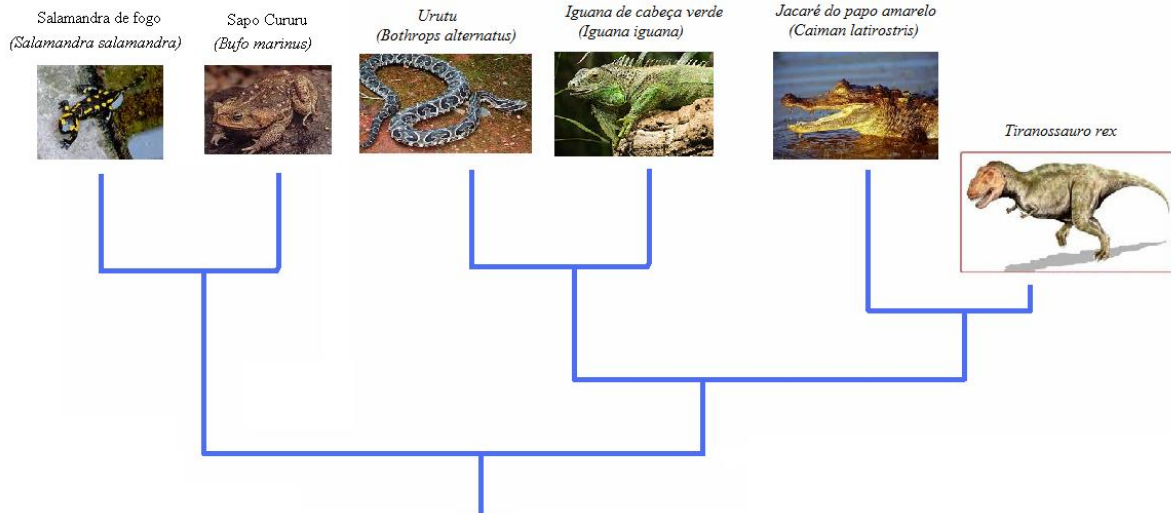 Salamandra de fogo
(Salamandra salamandra)
Sapo Cururu
(Bufo marinus)
Urutu
(Bothrops alternatus)
Iguana de cabeça verde
(Iguana iguana)
Jacaré do papo amarelo
(Caiman latirostris)
Tiranossauro rex